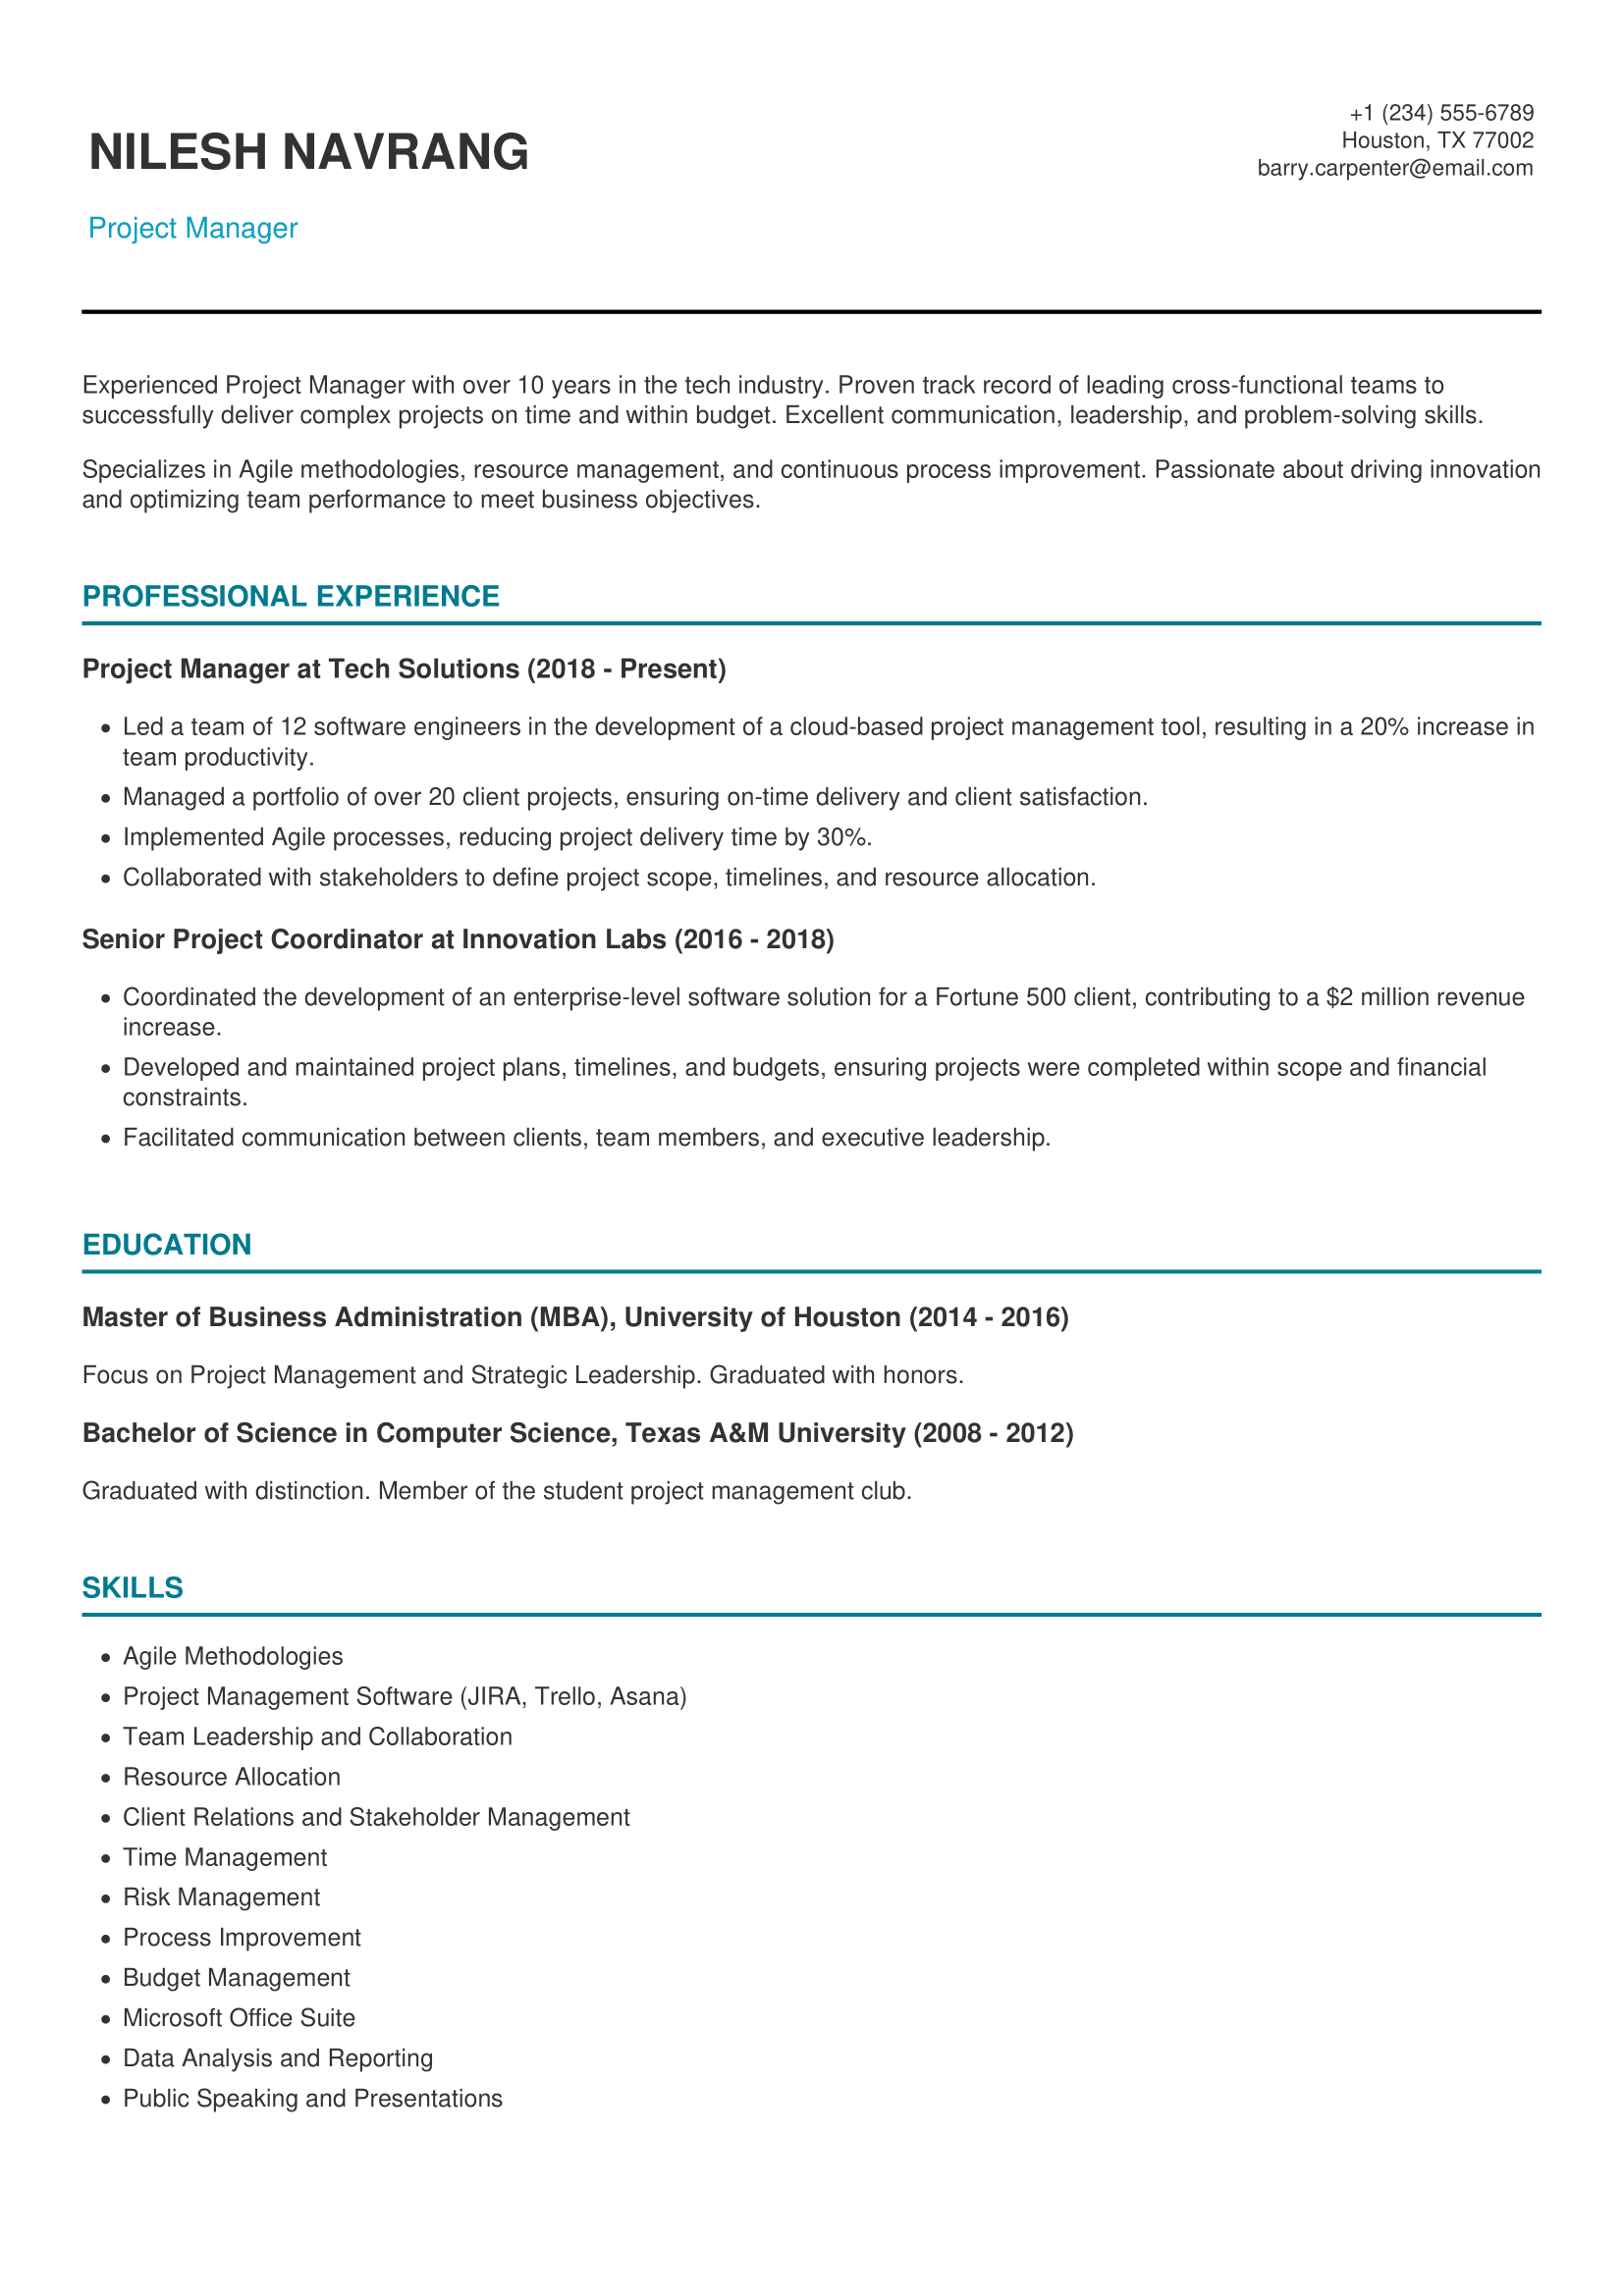 NILESH NAVRANG
Project Manager
+1 (234) 555-6789
Houston, TX 77002
barry.carpenter@email.com
Experienced Project Manager with over 10 years in the tech industry. Proven track record of leading cross-functional teams to
successfully deliver complex projects on time and within budget. Excellent communication, leadership, and problem-solving skills.
Specializes in Agile methodologies, resource management, and continuous process improvement. Passionate about driving innovation
and optimizing team performance to meet business objectives.
PROFESSIONAL EXPERIENCE
Project Manager at Tech Solutions (2018 - Present)
• Led a team of 12 software engineers in the development of a cloud-based project management tool, resulting in a 20% increase in
team productivity.
• Managed a portfolio of over 20 client projects, ensuring on-time delivery and client satisfaction.
• Implemented Agile processes, reducing project delivery time by 30%.
• Collaborated with stakeholders to define project scope, timelines, and resource allocation.
Senior Project Coordinator at Innovation Labs (2016 - 2018)
• Coordinated the development of an enterprise-level software solution for a Fortune 500 client, contributing to a $2 million revenue
increase.
• Developed and maintained project plans, timelines, and budgets, ensuring projects were completed within scope and financial
constraints.
• Facilitated communication between clients, team members, and executive leadership.
EDUCATION
Master of Business Administration (MBA), University of Houston (2014 - 2016)
Focus on Project Management and Strategic Leadership. Graduated with honors.
Bachelor of Science in Computer Science, Texas A&M University (2008 - 2012)
Graduated with distinction. Member of the student project management club.
SKILLS
• Agile Methodologies
• Project Management Software (JIRA, Trello, Asana)
• Team Leadership and Collaboration
• Resource Allocation
• Client Relations and Stakeholder Management
• Time Management
• Risk Management
• Process Improvement
• Budget Management
• Microsoft Office Suite
• Data Analysis and Reporting
• Public Speaking and Presentations